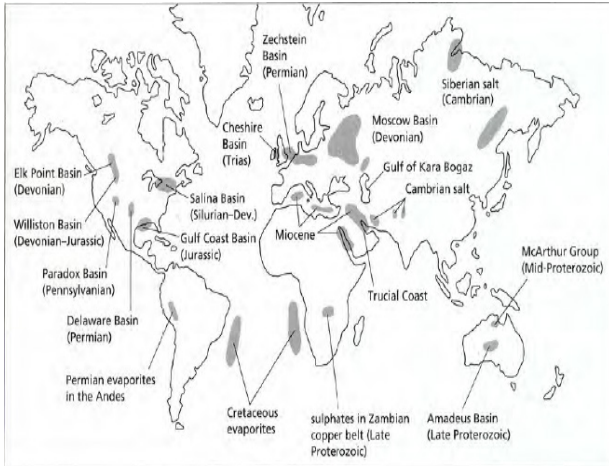 Zechstein
Basin
(Permian)
Siberian salt
(Cambrian)
Moscow Basin
(Devonian)
Cheshire
Basin
(Trias)
Elk Point Basin
(Devonian)
Gulf of Kara Bogaz
Salina Basin
(Silurian–Dev.)
Cambrian salt
Williston Basin
(Devonian–Jurassic)
Gulf Coast Basin
(Jurassic)
Miocene
McArthur Group
(Mid-Proterozoic)
Paradox Basin
(Pennsylvanian)
Trucial Coast
Delaware Basin
(Permian)
Permian evaporites
in the Andes
Cretaceous
evaporites
sulphates in Zambian
copper belt (Late
Proterozoic)
Amadeus Basin
(Late Proterozoic)